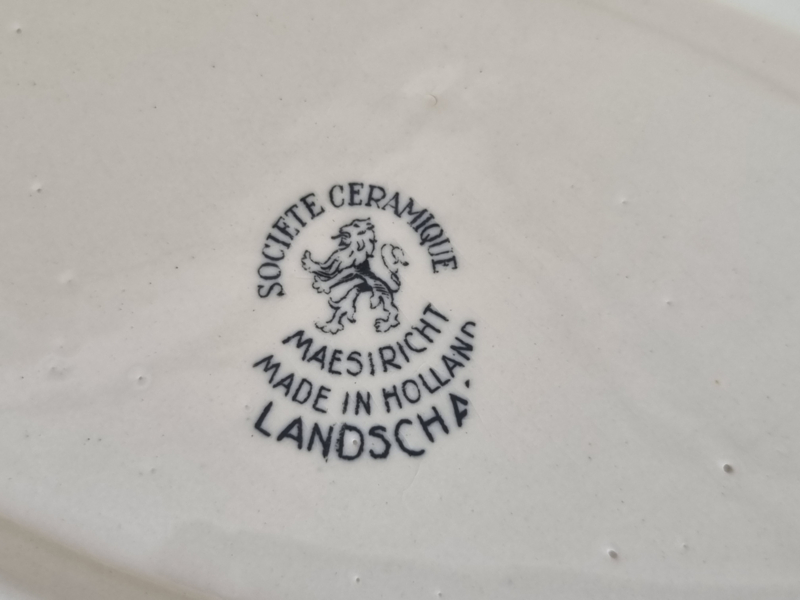 SOCIETE CERAMIQUE
MAESTRICHT
MADE IN HOLLAND
LANDSCHA